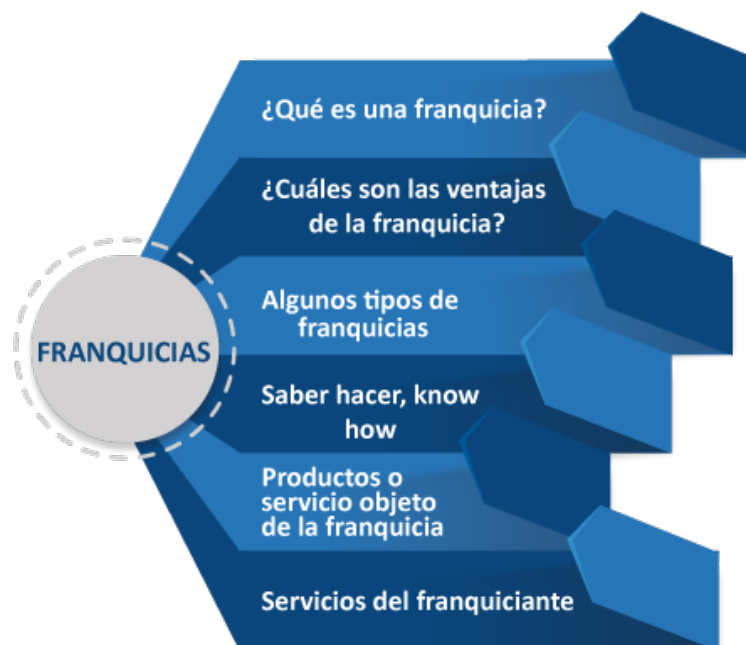 FRANQUICIAS
¿Qué es una franquicia?
¿Cuáles son las ventajas
de la franquicia?
Algunos tipos de
franquicias
Saber hacer, know
how
Productos o
servicio objeto
de la franquicia
Servicios del franquiciante